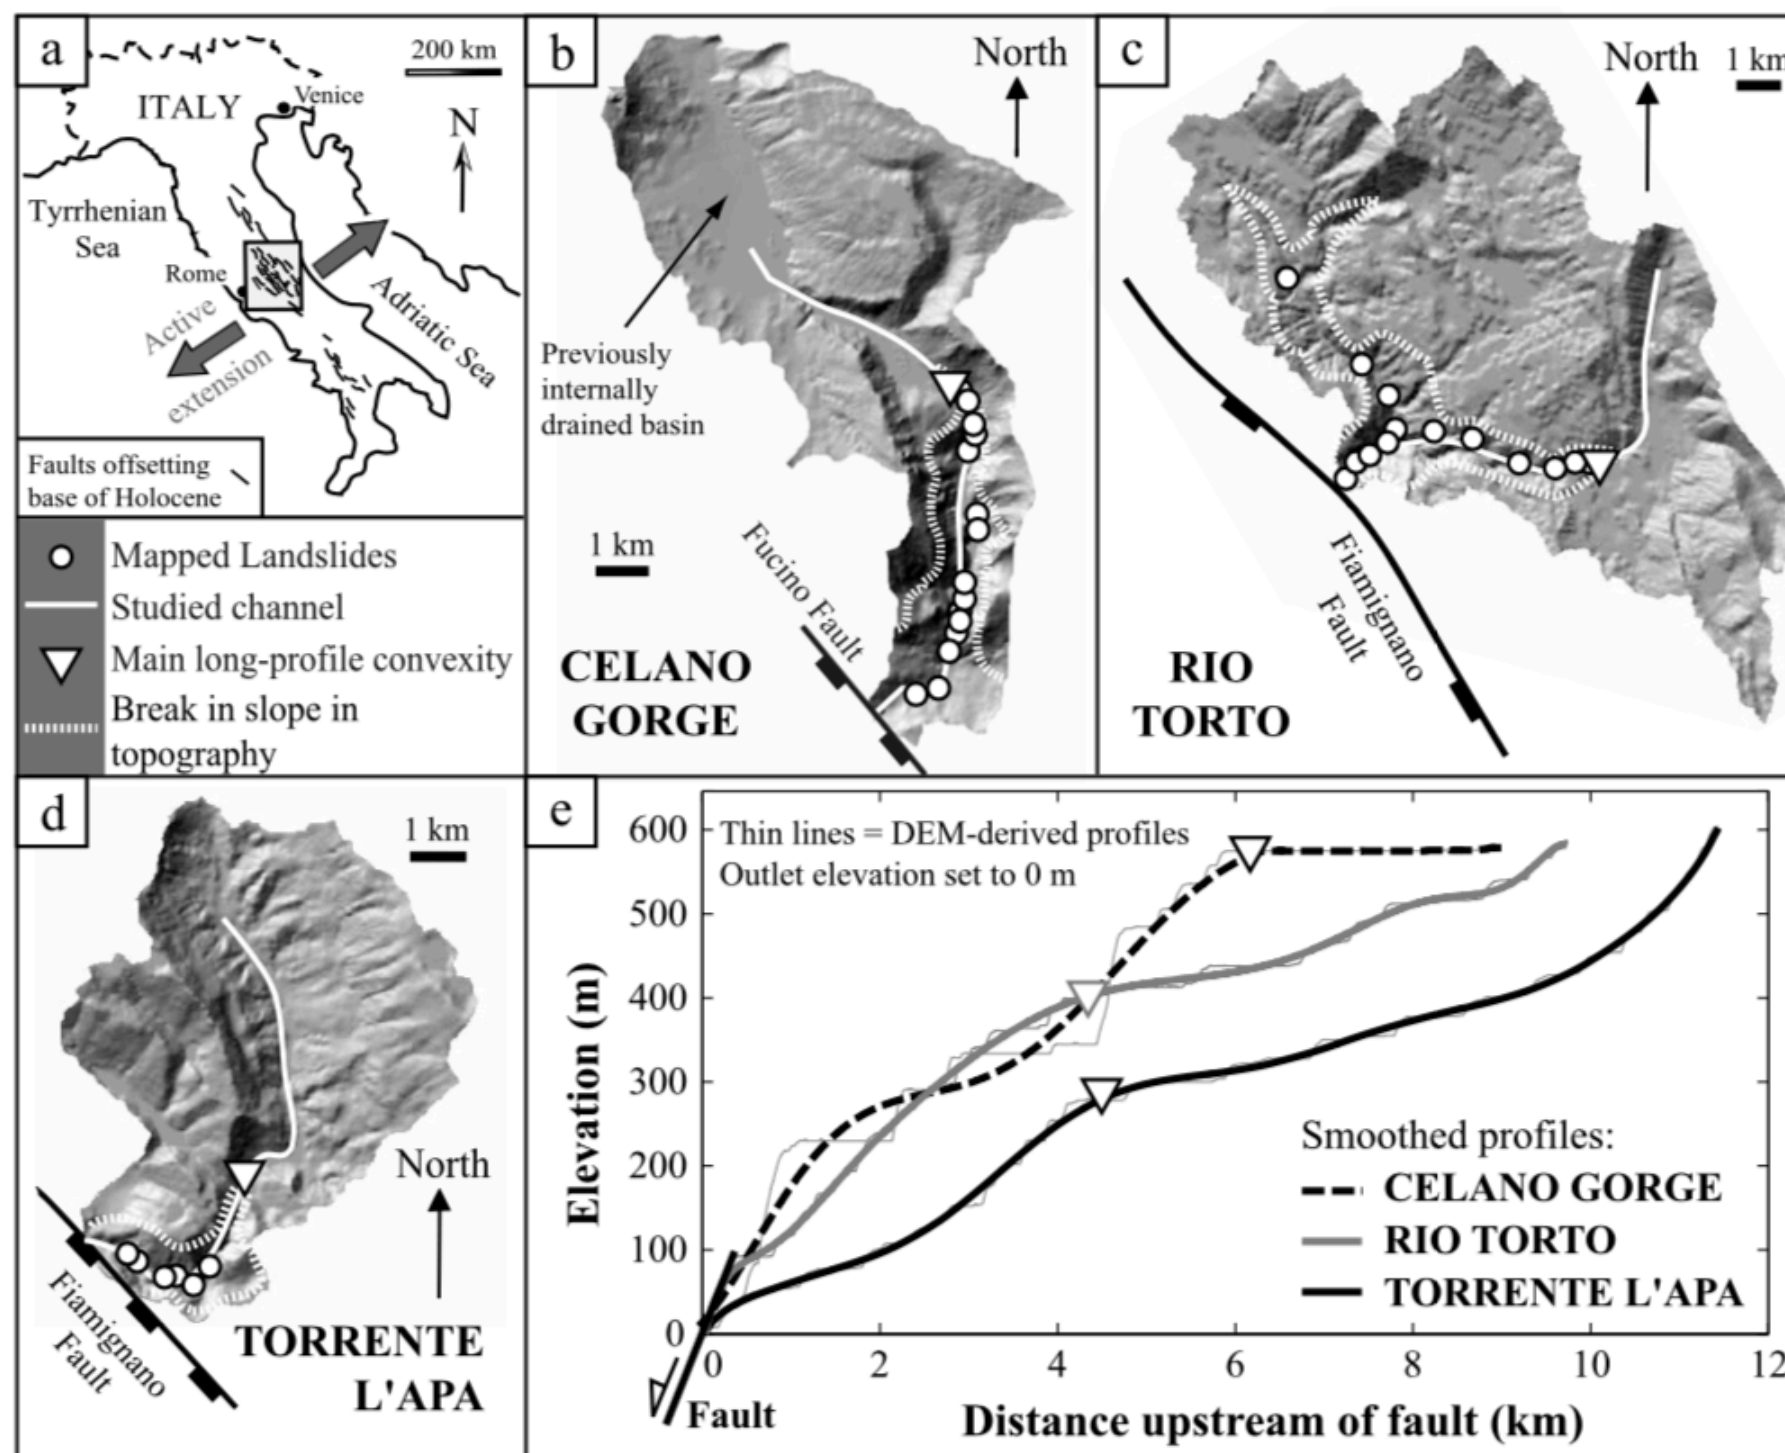 a
200 km
ITALY
Venice
N
Tyrrhenian
Sea
Rome
Active
extension
Adriatic Sea
Faults offsetting
base of Holocene
Mapped Landslides
Studied channel
Main long-profile convexity
Break in slope in
topography
b
North
Previously
internally
drained basin
1 km
Fucino Fault
CELANO
GORGE
c
North
1 km
Fiamignano
Fault
RIO
TORTO
d
1 km
North
Fiamignano
Fault
TORRENTE
L'APA
e
Thin lines = DEM-derived profiles
Outlet elevation set to 0 m
600
500
400
300
200
100
0
Elevation (m)
Smoothed profiles:
CELANO GORGE
RIO TORTO
TORRENTE L'APA
0 2 4 6 8 10 12
Fault
Distance upstream of fault (km)